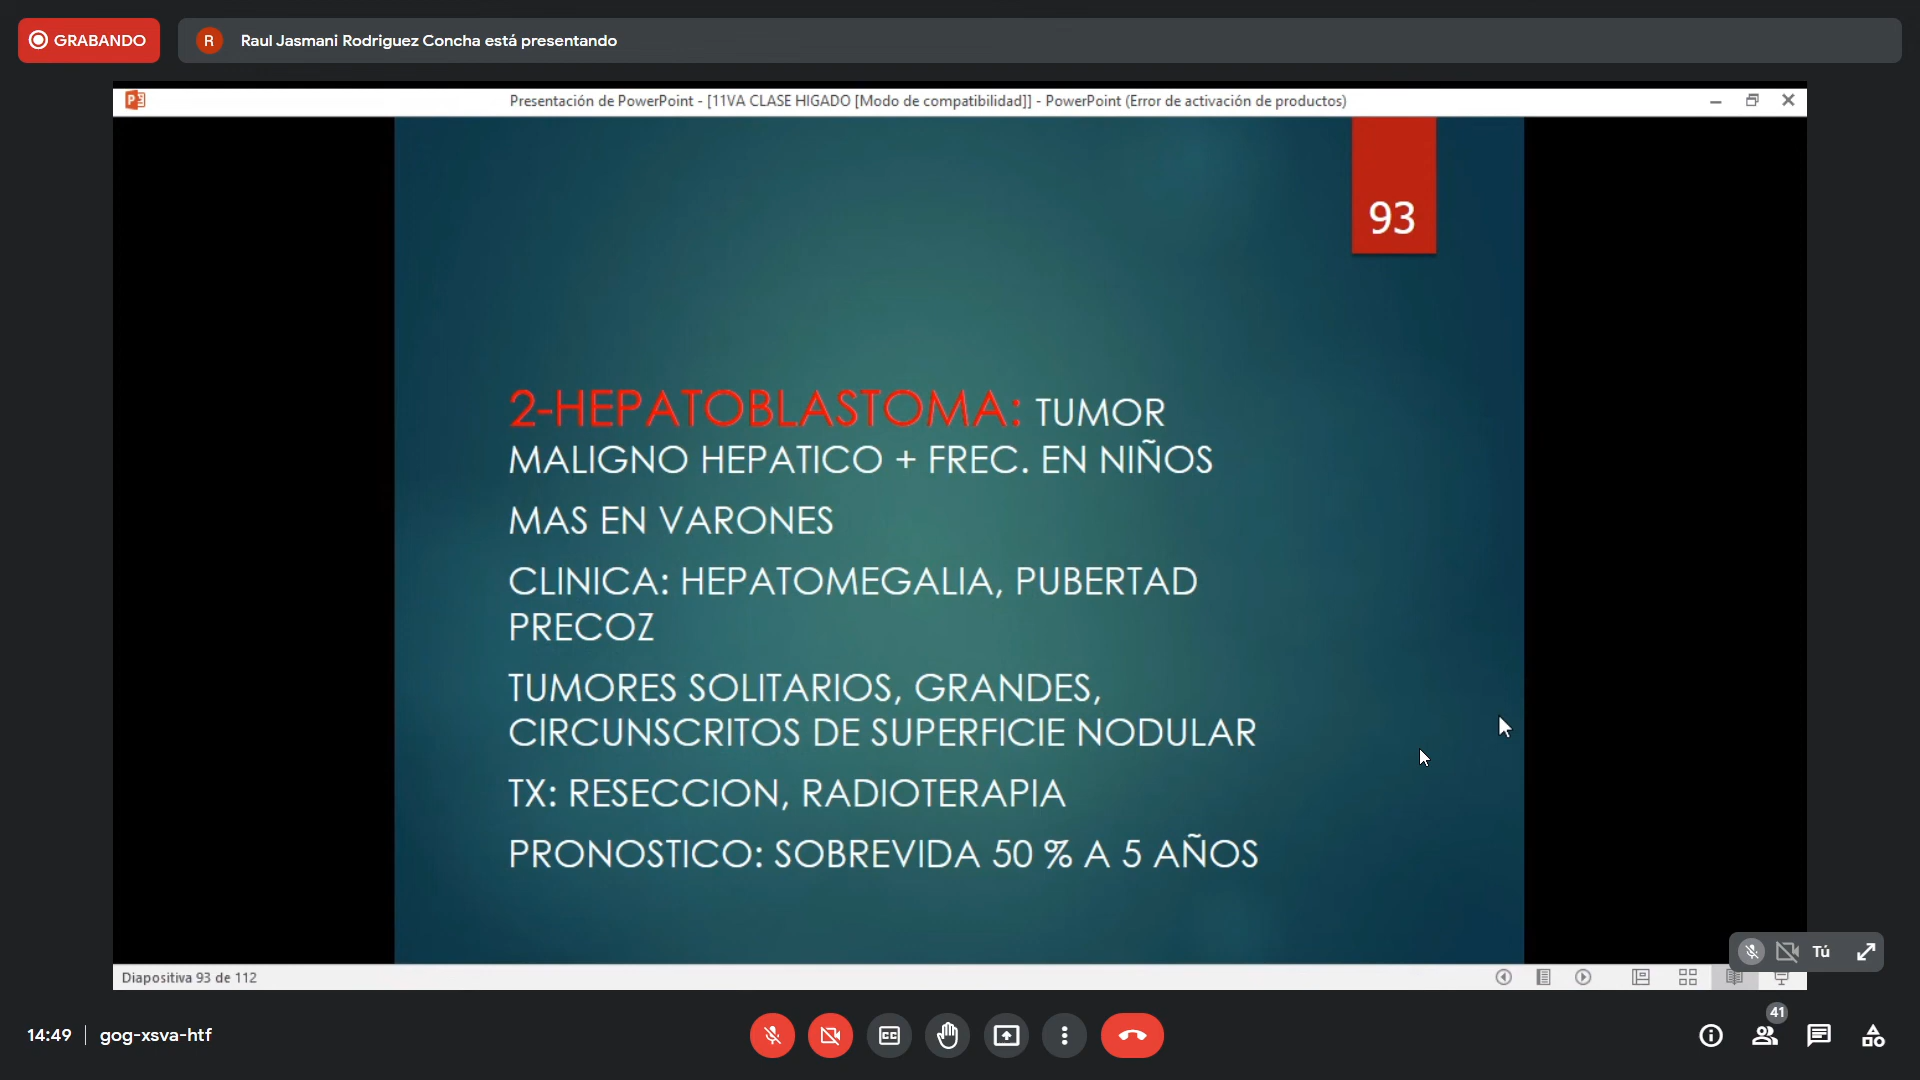 GRABANDO
R
Raul Jasmani Rodriguez Concha está presentando
Presentación de PowerPoint - [11VA CLASE HIGADO [Modo de compatibilidad]] - PowerPoint (Error de activación de productos)
93
2-HEPATOBLASTOMA: TUMOR
MALIGNO HEPATICO + FREC. EN NIÑOS
MAS EN VARONES
CLINICA: HEPATOMEGALIA, PUBERTAD
PRECOZ
TUMORES SOLITARIOS, GRANDES,
CIRCUNSCRITOS DE SUPERFICIE NODULAR
TX: RESECCION, RADIOTERAPIA
PRONOSTICO: SOBREVIDA 50 % A 5 AÑOS
Tú
Diapositiva 93 de 112
41
14:49
gog-xsva-htf